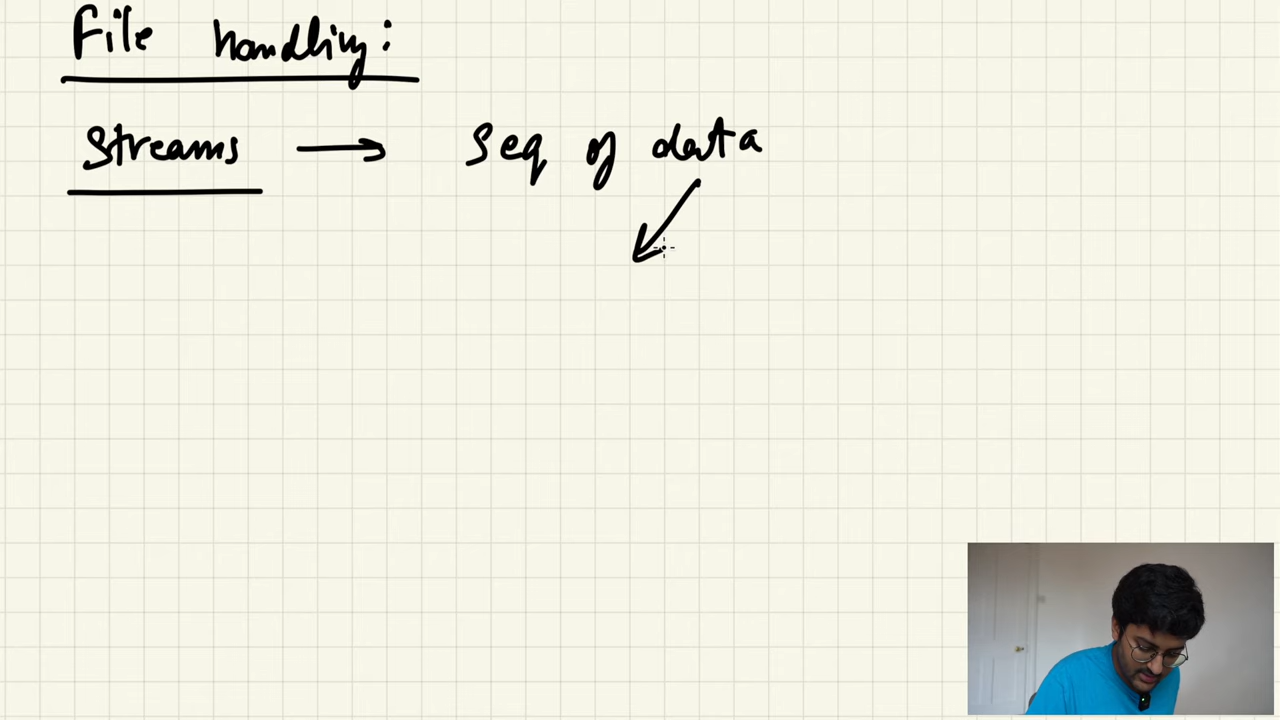 File handling:
Streams → Seq of data